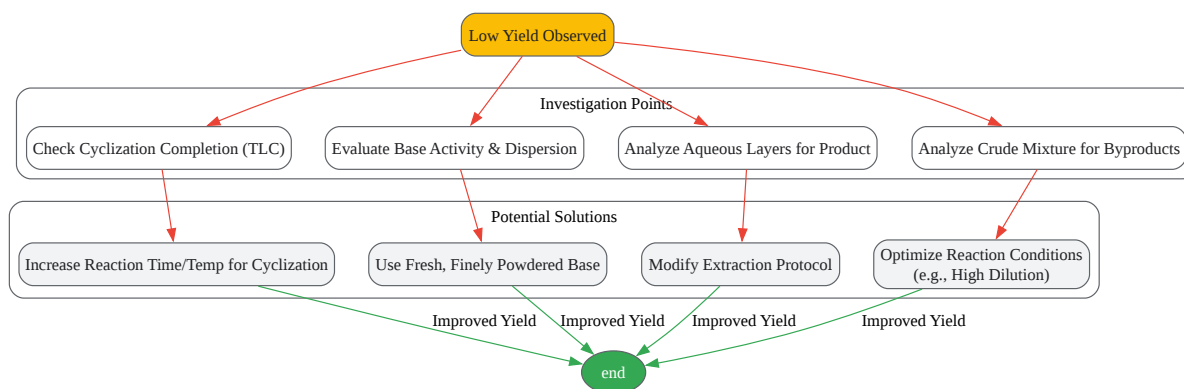 Low Yield Observed
Investigation Points
Check Cyclization Completion (TLC)
Evaluate Base Activity & Dispersion
Analyze Aqueous Layers for Product
Analyze Crude Mixture for Byproducts
Potential Solutions
Increase Reaction Time/Temp for Cyclization
Use Fresh, Finely Powdered Base
Modify Extraction Protocol
Optimize Reaction Conditions
(e.g., High Dilution)
Improved Yield
Improved Yield
Improved Yield
Improved Yield
end